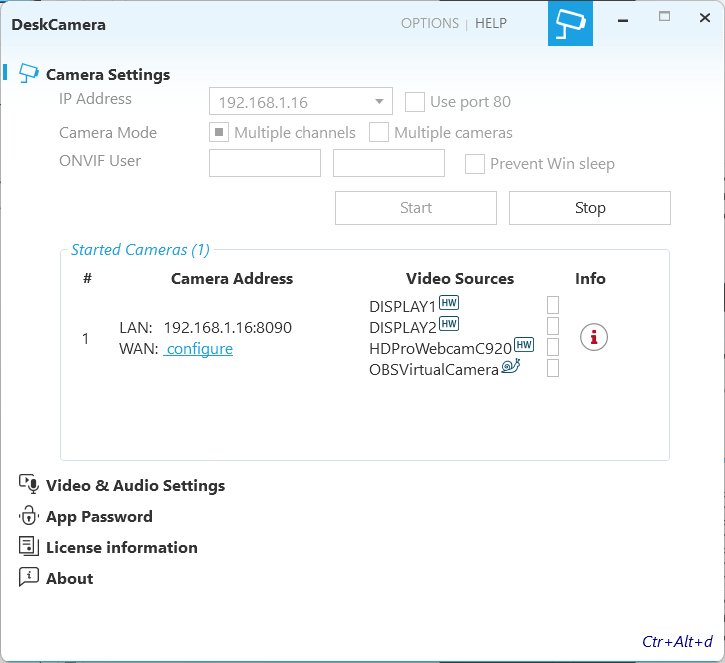 DeskCamera
OPTIONS | HELP
Camera Settings
IP Address 192.168.1.16 Use port 80
Camera Mode Multiple channels Multiple cameras
ONVIF User Prevent Win sleep
Start Stop
Started Cameras (1)
# Camera Address Video Sources Info
DISPLAY1 HW
LAN: 192.168.1.16:8090 DISPLAY2 HW
1
WAN: configure HDProWebcamC920 HW
OBSVirtualCamera
Video & Audio Settings
App Password
License information
About
Ctr+Alt+d